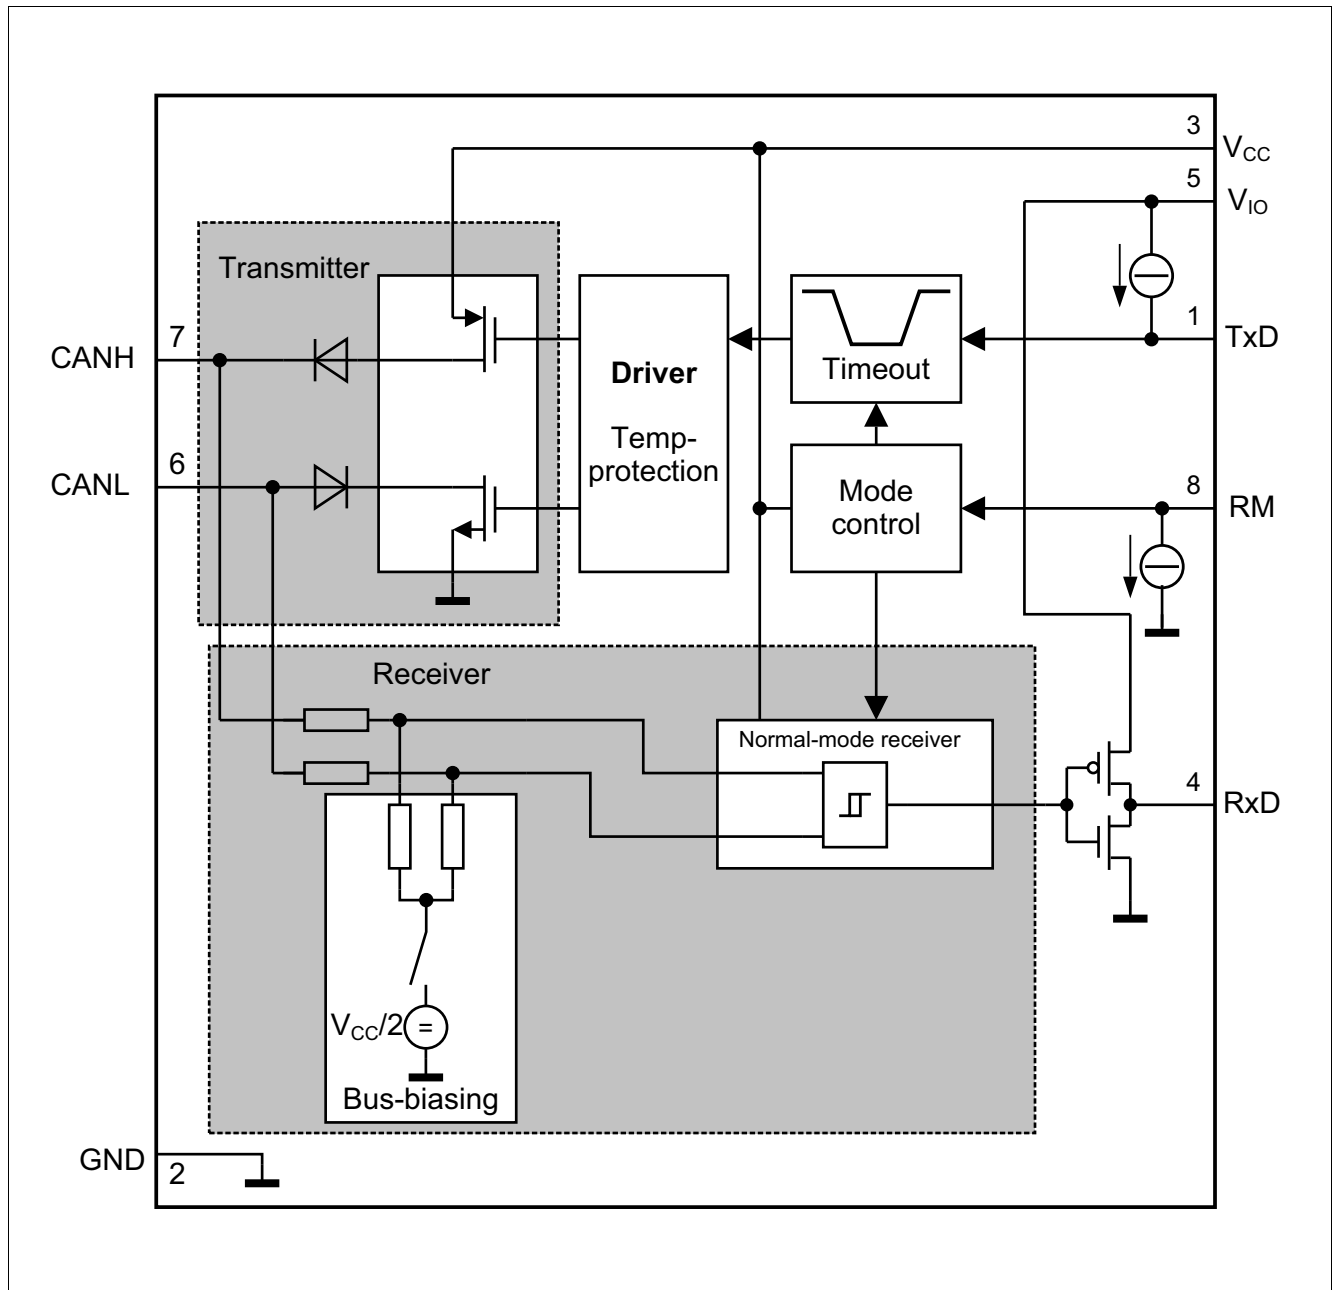 3
VCC
5
VIO
Transmitter
7
CANH
Driver
Temp-
protection
Timeout
1
TxD
6
CANL
Mode
control
8
RM
Receiver
Normal-mode receiver
4
RxD
VCC/2
=
Bus-biasing
GND
2